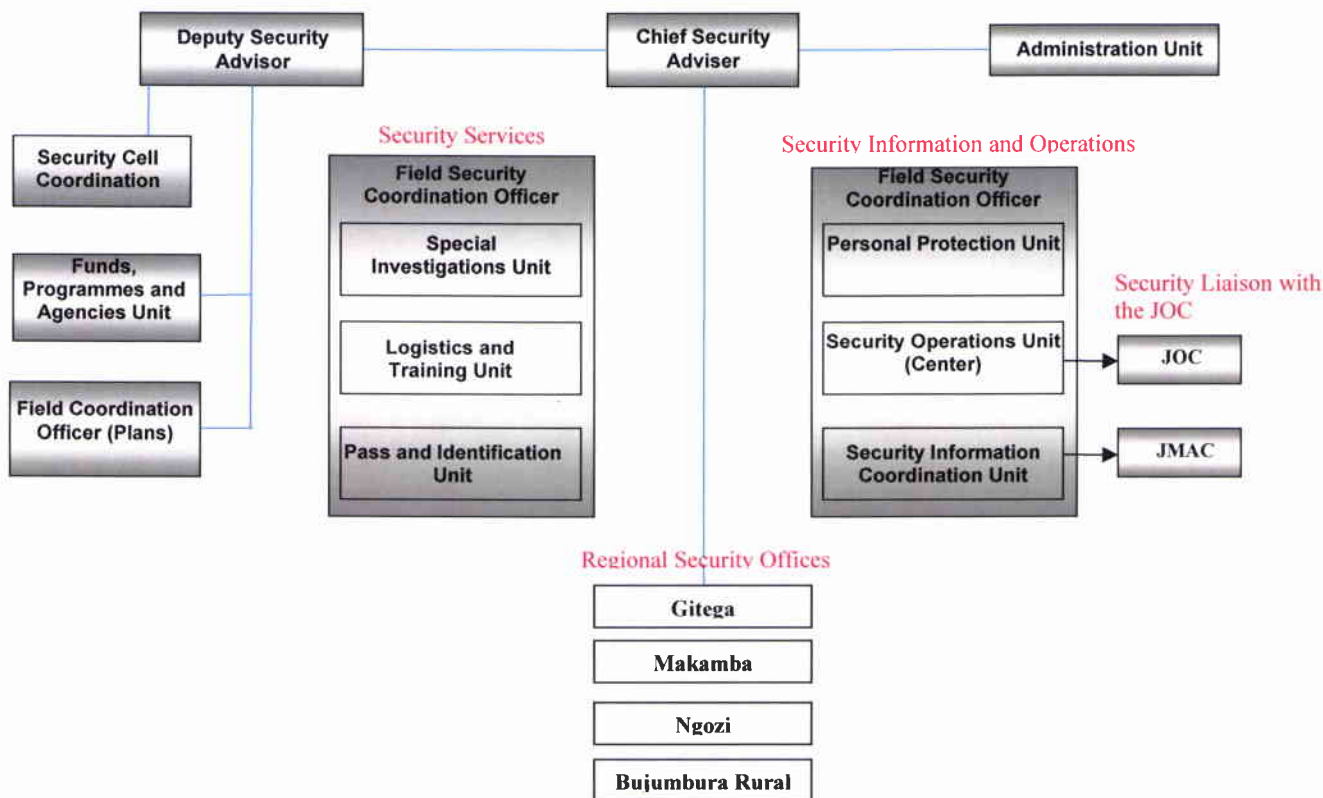 Deputy Security
Advisor
Chief Security
Adviser
Administration Unit
Security Cell
Coordination
Funds,
Programmes and
Agencies Unit
Field Coordination
Officer (Plans)
Security Services
Field Security
Coordination Officer
Special
Investigations Unit
Logistics and
Training Unit
Pass and Identification
Unit
Security Information and Operations
Field Security
Coordination Officer
Personal Protection Unit
Security Operations Unit
(Center)
Security Information
Coordination Unit
Security Liaison with
the JOC
JOC
JMAC
Regional Security Offices
Gitega
Makamba
Ngozi
Bujumbura Rural